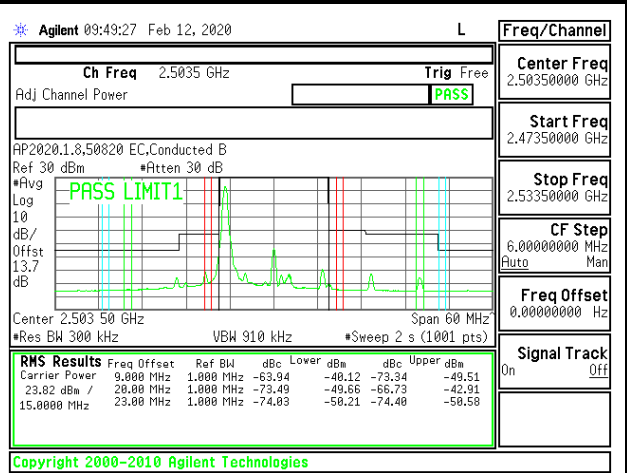 Agilent 09:49:27 Feb 12, 2020 L Freq/Channel
Ch Freq 2.5035 GHz Trig Free
Adj Channel Power PASS
Center Freq
2.50350000 GHz
Start Freq
2.47350000 GHz
Stop Freq
2.53350000 GHz
CF Step
6.00000000 MHz
Auto Man
Freq Offset
0.00000000 Hz
Signal Track
On Off
AP2020.1.8,50820 EC,Conducted B
Ref 30 dBm #Atten 30 dB
#Avg
Log
10
dB/
Offst
13.7
dB
PASS LIMIT1
Center 2.503 50 GHz Span 60 MHz
#Res BW 300 kHz VBW 910 kHz #Sweep 2 s (1001 pts)
RMS Results Freq Offset Ref BW dBc Lower dBm dBc Upper dBm
Carrier Power 9.000 MHz 1.000 MHz -63.94 -40.12 -73.34 -49.51
23.82 dBm / 20.00 MHz 1.000 MHz -73.49 -49.66 -66.73 -42.91
15.0000 MHz 23.00 MHz 1.000 MHz -74.03 -50.21 -74.40 -50.58
Copyright 2000-2010 Agilent Technologies